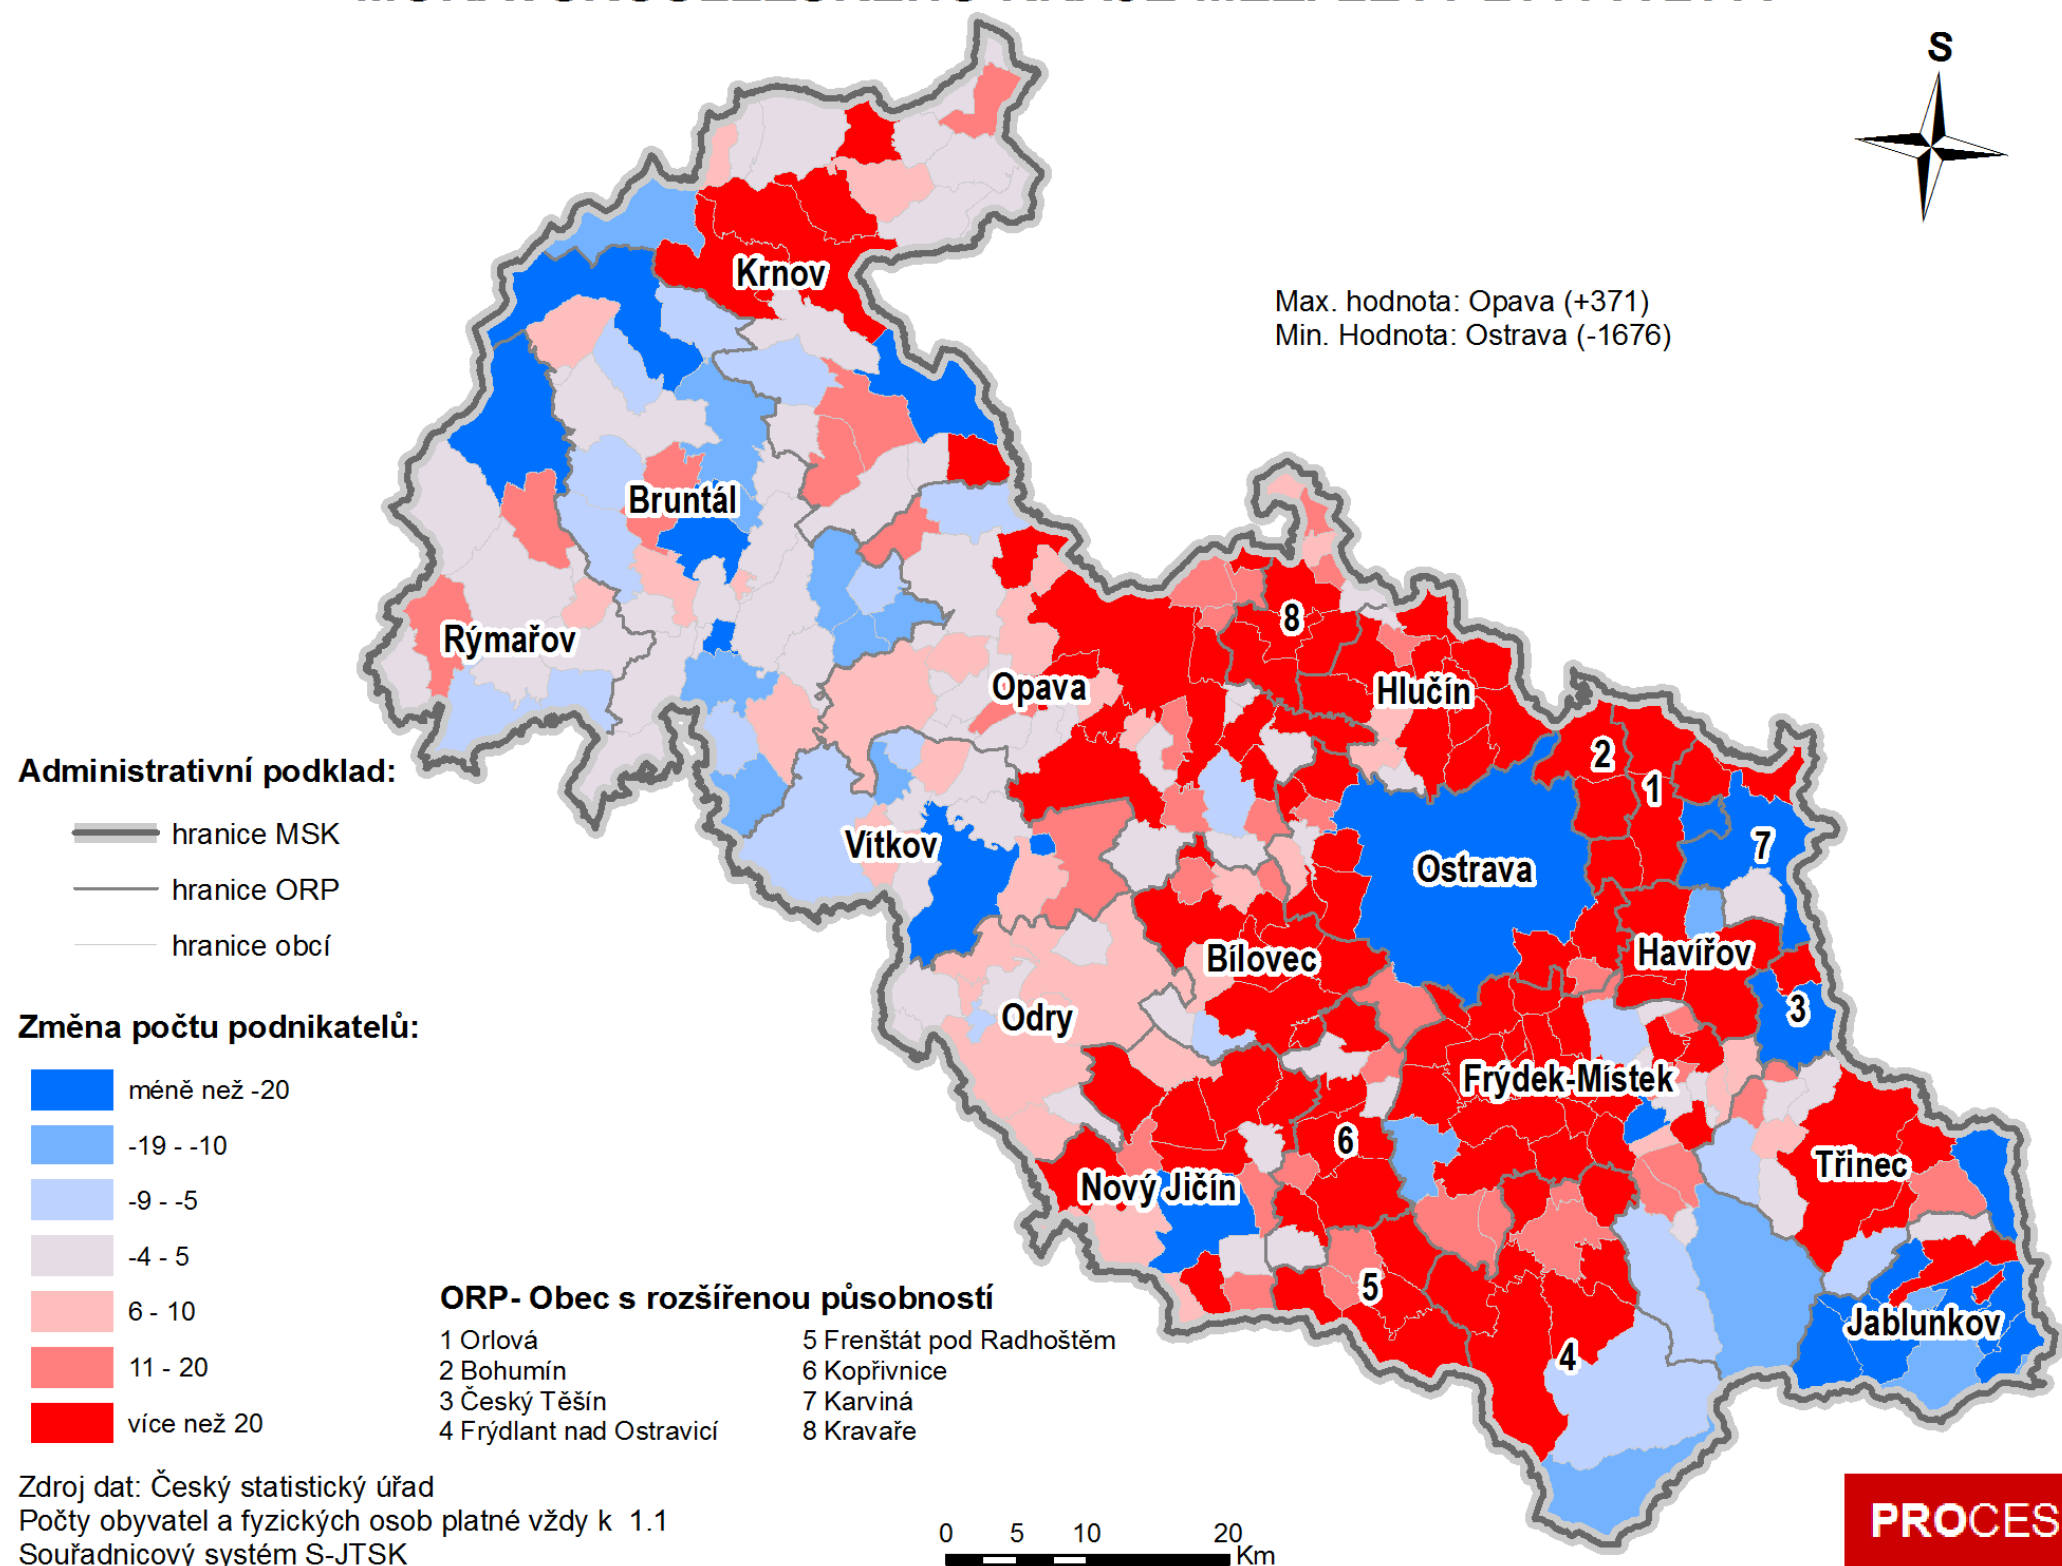 S
Max. hodnota: Opava (+371)
Min. Hodnota: Ostrava (-1676)
Krnov
Bruntál
Rýmařov
8
Opava
Hlučín
2
1
7
Vítkov
Ostrava
Bílovec
Havířov
Odry
3
Frýdek-Místek
6
Třinec
Nový Jičín
5
Jablunkov
4
Administrativní podklad:
hranice MSK
hranice ORP
hranice obcí
Změna počtu podnikatelů:
méně než -20
-19 - -10
-9 - -5
-4 - 5
6 - 10
11 - 20
více než 20
ORP- Obec s rozšířenou působností
1 Orlová
2 Bohumín
3 Český Těšín
4 Frýdlant nad Ostravicí
5 Frenštát pod Radhoštěm
6 Kopřivnice
7 Karviná
8 Kravaře
Zdroj dat: Český statistický úřad
Počty obyvatel a fyzických osob platné vždy k 1.1
Souřadnicový systém S-JTSK
0 5 10 20
Km
PROCES